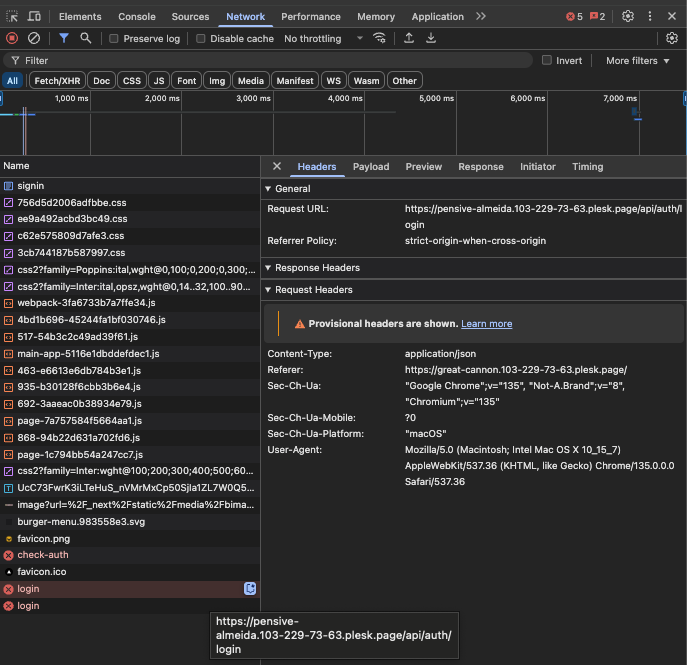 Elements Console Sources Network Performance Memory Application 5 2
Preserve log Disable cache No throttling
Filter Invert More filters
All Fetch/XHR Doc CSS JS Font Img Media Manifest WS Wasm Other
1,000 ms 2,000 ms 3,000 ms 4,000 ms 5,000 ms 6,000 ms 7,000 ms
Name
signin
756d5d2006adfbbe.css
ee9a492acbd3bc49.css
c62e575809d7afe3.css
3cb744187b587997.css
css2?family=Poppins:ital,wght@0,100;0,200;0,300;...
css2?family=Inter:ital,opsz,wght@0,14..32,100..90...
webpack-3fa6733b7a7ffe34.js
4bd1b696-45244fa1bf030746.js
517-54b3c2c49ad39f61.js
main-app-5116e1dbddefdec1.js
463-e6613e6db784b3e1.js
935-b30128f6cbb3b6e4.js
692-3aaeac0b38934e79.js
page-7a757584f5664aa1.js
868-94b22d631a702fd6.js
page-1c794bb54a247cc7.js
css2?family=Inter:wght@100;200;300;400;500;60...
UcC73FwrK3iLTeHuS_nVMrMxCp50SjIa1ZL7W0Q5...
image?url=%2F_next%2Fstatic%2Fmedia%2Fbima...
burger-menu.983558e3.svg
favicon.png
check-auth
favicon.ico
login
login
Headers Payload Preview Response Initiator Timing
General
Request URL: https://pensive-almeida.103-229-73-63.plesk.page/api/auth/l
ogin
Referrer Policy: strict-origin-when-cross-origin
Response Headers
Request Headers
Provisional headers are shown. Learn more
Content-Type: application/json
Referer: https://great-cannon.103-229-73-63.plesk.page/
Sec-Ch-Ua: "Google Chrome";v="135", "Not-A.Brand";v="8",
"Chromium";v="135"
Sec-Ch-Ua-Mobile: ?0
Sec-Ch-Ua-Platform: "macOS"
User-Agent: Mozilla/5.0 (Macintosh; Intel Mac OS X 10_15_7)
AppleWebKit/537.36 (KHTML, like Gecko) Chrome/135.0.0.0
Safari/537.36
https://pensive-
almeida.103-229-73-63.plesk.page/api/auth/
login